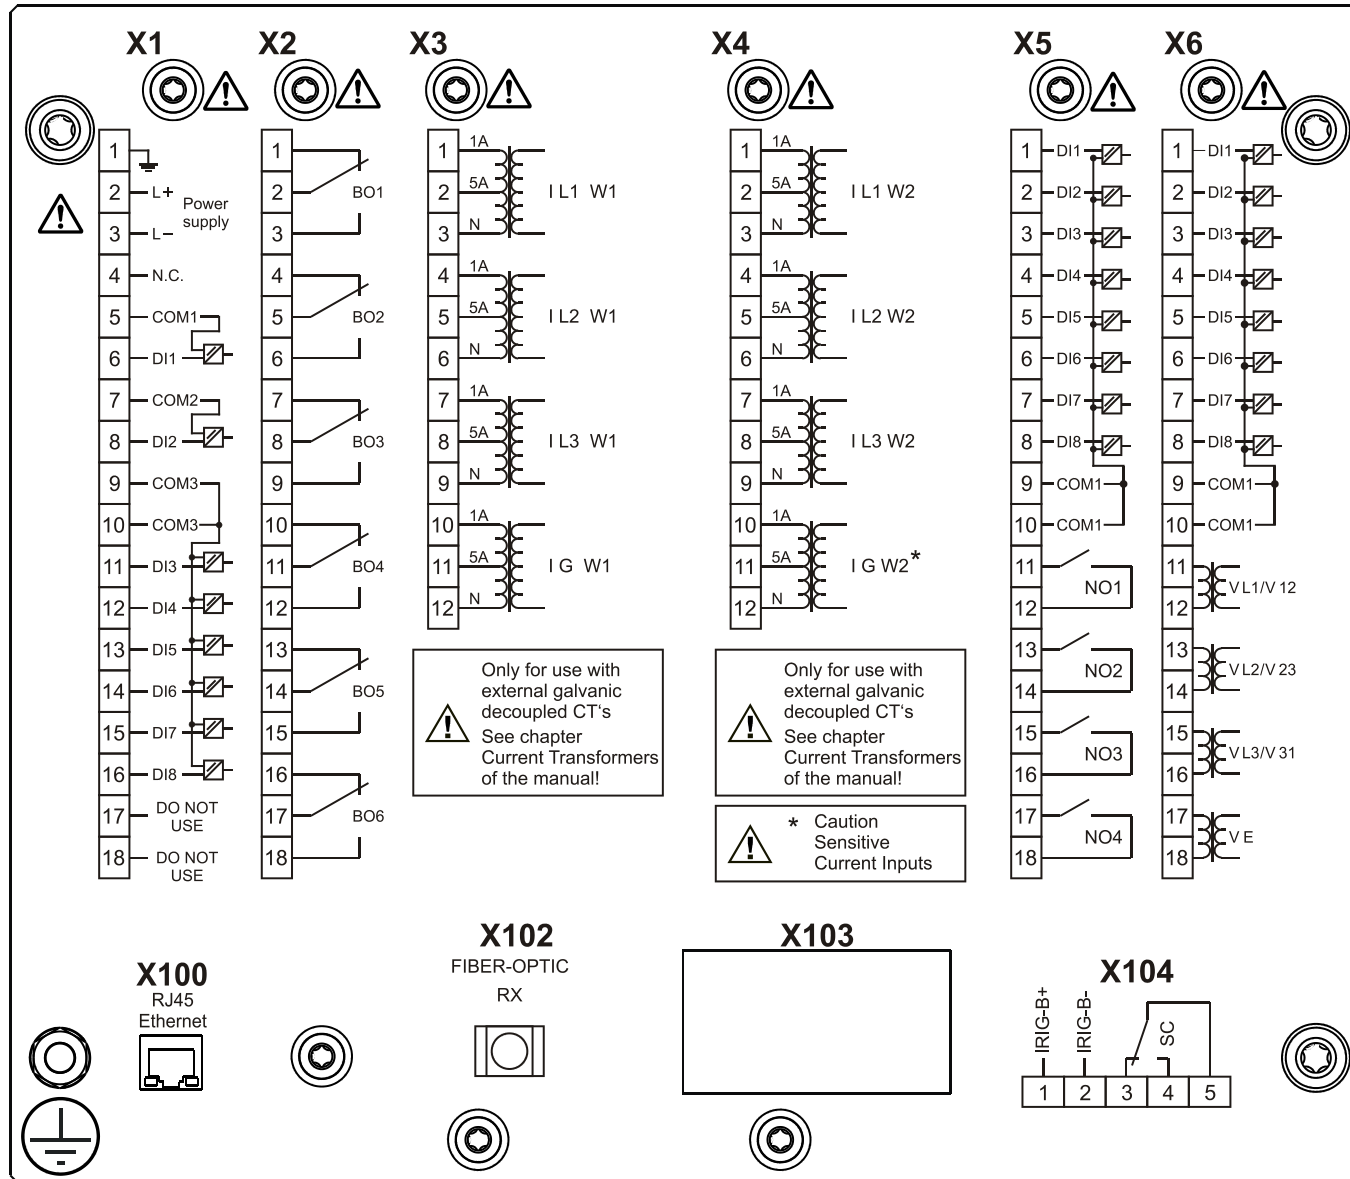 X1
X2
X3
X4
X5
X6
1
2 L+
Power
supply
3 L–
4 N.C.
5 COM1
6 DI1
7 COM2
8 DI2
9 COM3
10 COM3
11 DI3
12 DI4
13 DI5
14 DI6
15 DI7
16 DI8
17 DO NOT
USE
18 DO NOT
USE
1
2 BO1
3
4
5 BO2
6
7
8 BO3
9
10
11 BO4
12
13
14 BO5
15
16
17 BO6
18
1 1A
2 5A I L1 W1
3 N
4 1A
5 5A I L2 W1
6 N
7 1A
8 5A I L3 W1
9 N
10 1A
11 5A I G W1
12 N
Only for use with
external galvanic
decoupled CT‘s
See chapter
Current Transformers
of the manual!
1 1A
2 5A I L1 W2
3 N
4 1A
5 5A I L2 W2
6 N
7 1A
8 5A I L3 W2
9 N
10 1A
11 5A I G W2*
12 N
Only for use with
external galvanic
decoupled CT‘s
See chapter
Current Transformers
of the manual!
* Caution
Sensitive
Current Inputs
1 DI1
2 DI2
3 DI3
4 DI4
5 DI5
6 DI6
7 DI7
8 DI8
9 COM1
10 COM1
11
NO1
12
13
NO2
14
15
NO3
16
17
NO4
18
1 DI1
2 DI2
3 DI3
4 DI4
5 DI5
6 DI6
7 DI7
8 DI8
9 COM1
10 COM1
11
V L1/V 12
12
13
V L2/V 23
14
15
V L3/V 31
16
17
V E
18
X100
RJ45
Ethernet
X102
FIBER-OPTIC
RX
X103
X104
IRIG-B+
IRIG-B-
SC
1 2 3 4 5